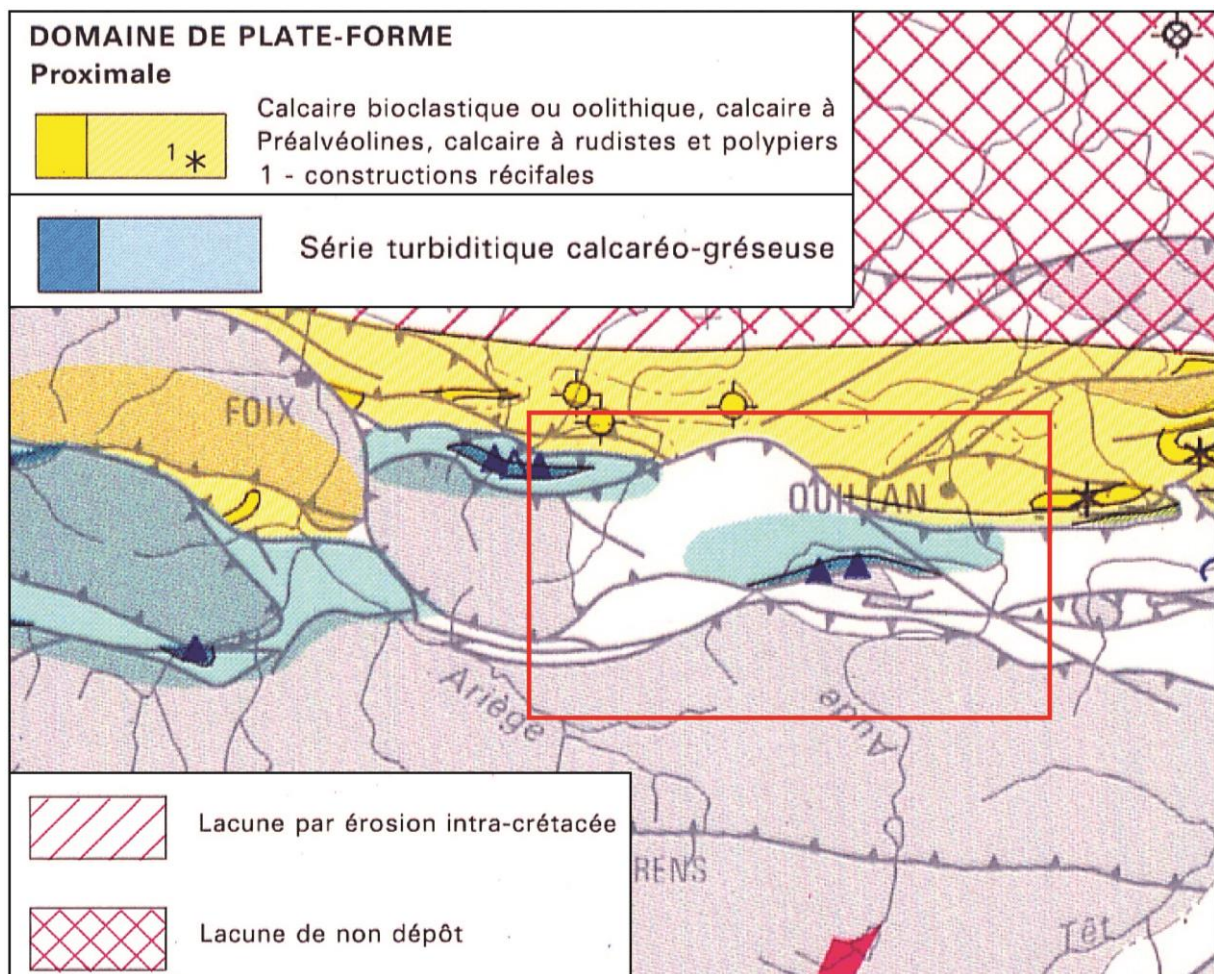 DOMAINE DE PLATE-FORME
Proximale
Calcaire bioclastique ou oolithique, calcaire à
Préalvéolines, calcaire à rudistes et polypiers
1 - constructions récifales
1
Série turbiditique calcaréo-gréseuse
FOIX
QUILLAN
Ariège
Aude
Lacune par érosion intra-crétacée
RENS
Lacune de non dépôt
Têt